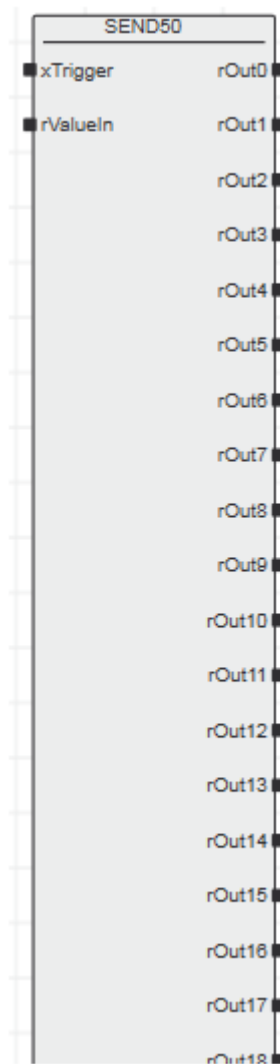 SEND50
xTrigger rOut0
rValueIn rOut1
rOut2
rOut3
rOut4
rOut5
rOut6
rOut7
rOut8
rOut9
rOut10
rOut11
rOut12
rOut13
rOut14
rOut15
rOut16
rOut17
rOut18